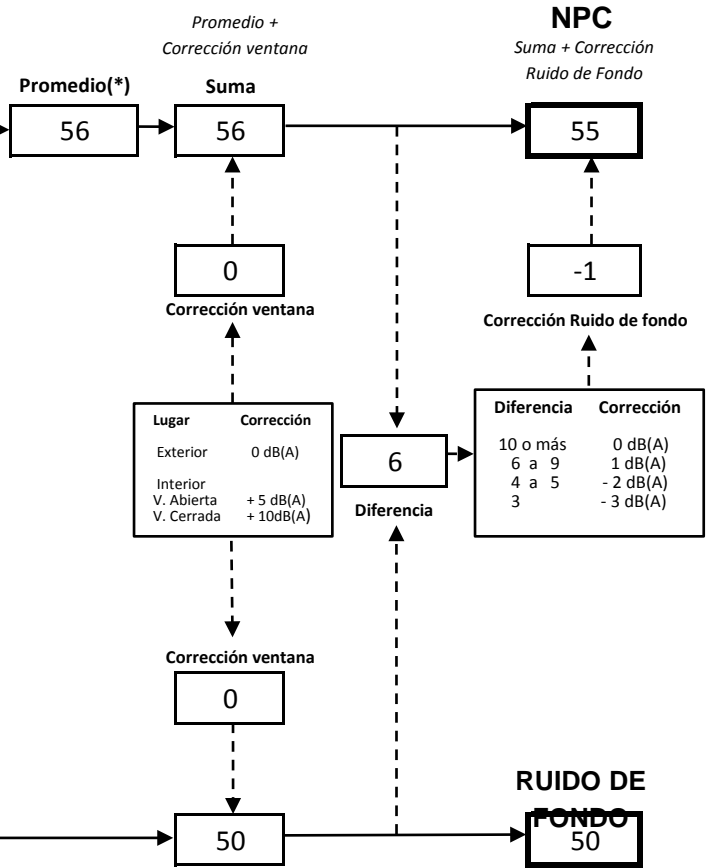 Promedio +
Corrección ventana
NPC
Suma + Corrección
Ruido de Fondo
Promedio(*)
Suma
56
56
55
0
-1
Corrección ventana
Corrección Ruido de fondo
Lugar Corrección
Exterior 0 dB(A)
Interior
V. Abierta + 5 dB(A)
V. Cerrada + 10dB(A)
6
Diferencia
Diferencia Corrección
10 o más 0 dB(A)
6 a 9 1 dB(A)
4 a 5 - 2 dB(A)
3 - 3 dB(A)
Corrección ventana
0
RUIDO DE
FONDO
50
50